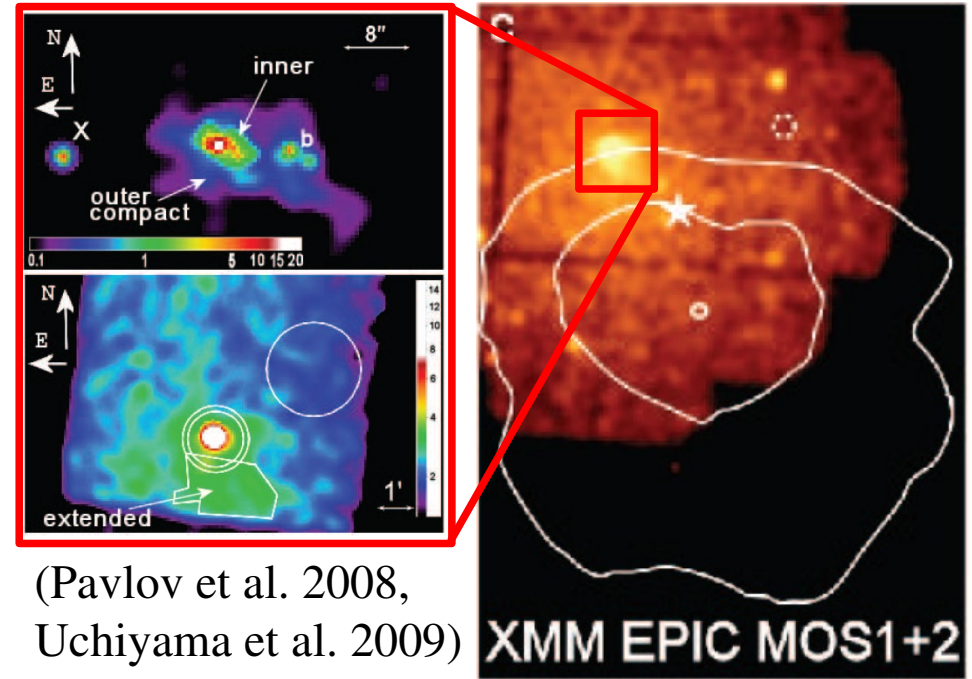 N
E
8"
inner
X
b
outer
compact
0.1 1 5 10 15 20
N
E
14
12
10
8
6
4
2
1'
extended
(Pavlov et al. 2008,
Uchiyama et al. 2009)
C
XMM EPIC MOS1+2